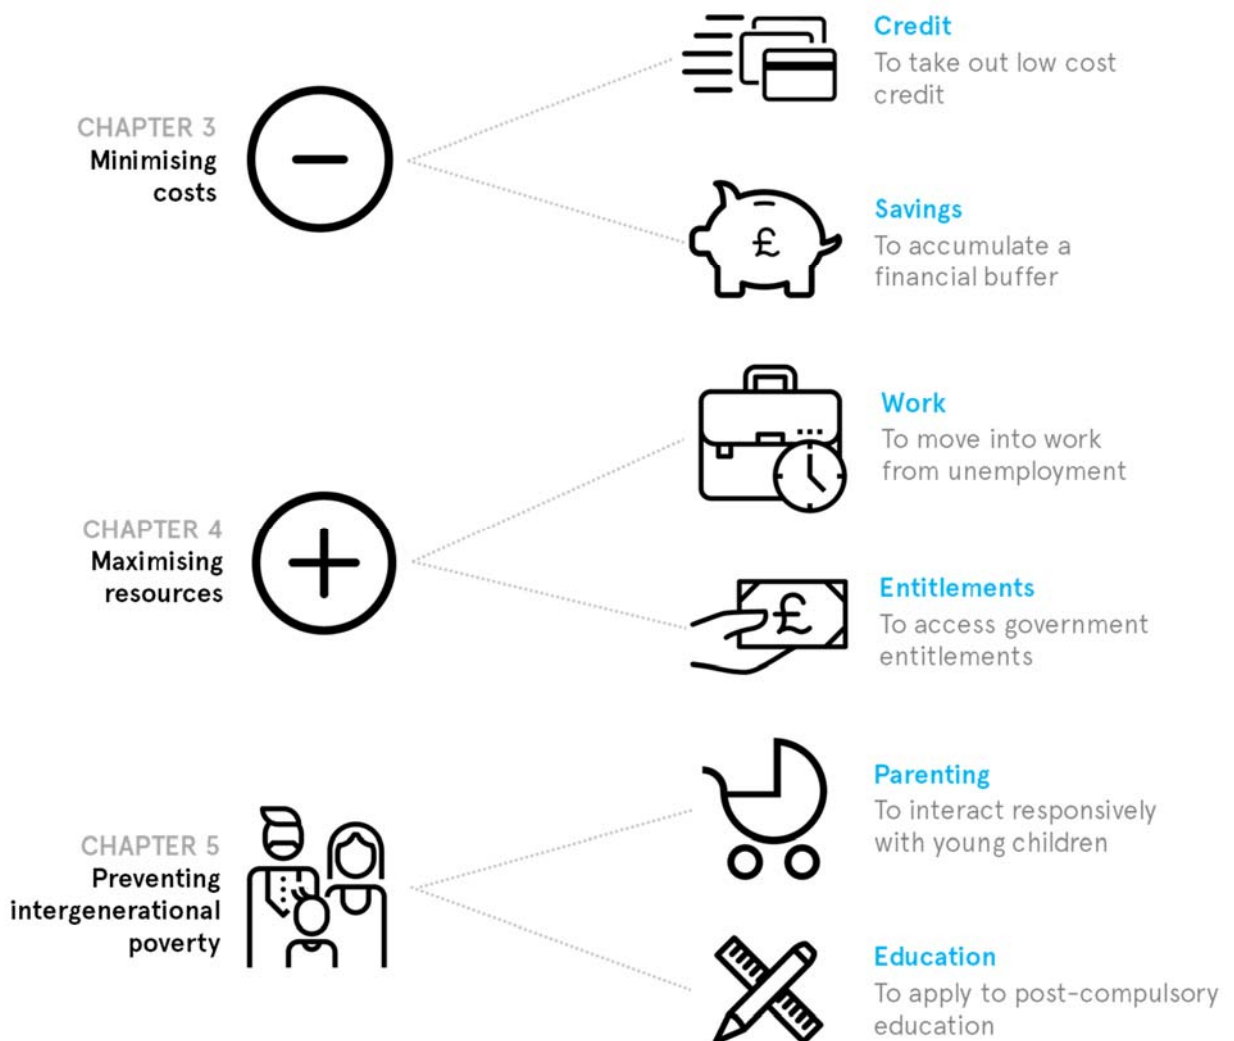 Credit
To take out low cost
credit
CHAPTER 3
Minimising
costs
Savings
To accumulate a
financial buffer
£
Work
To move into work
from unemployment
CHAPTER 4
Maximising
resources
Entitlements
To access government
entitlements
£
Parenting
To interact responsively
with young children
CHAPTER 5
Preventing
intergenerational
poverty
Education
To apply to post-compulsory
education